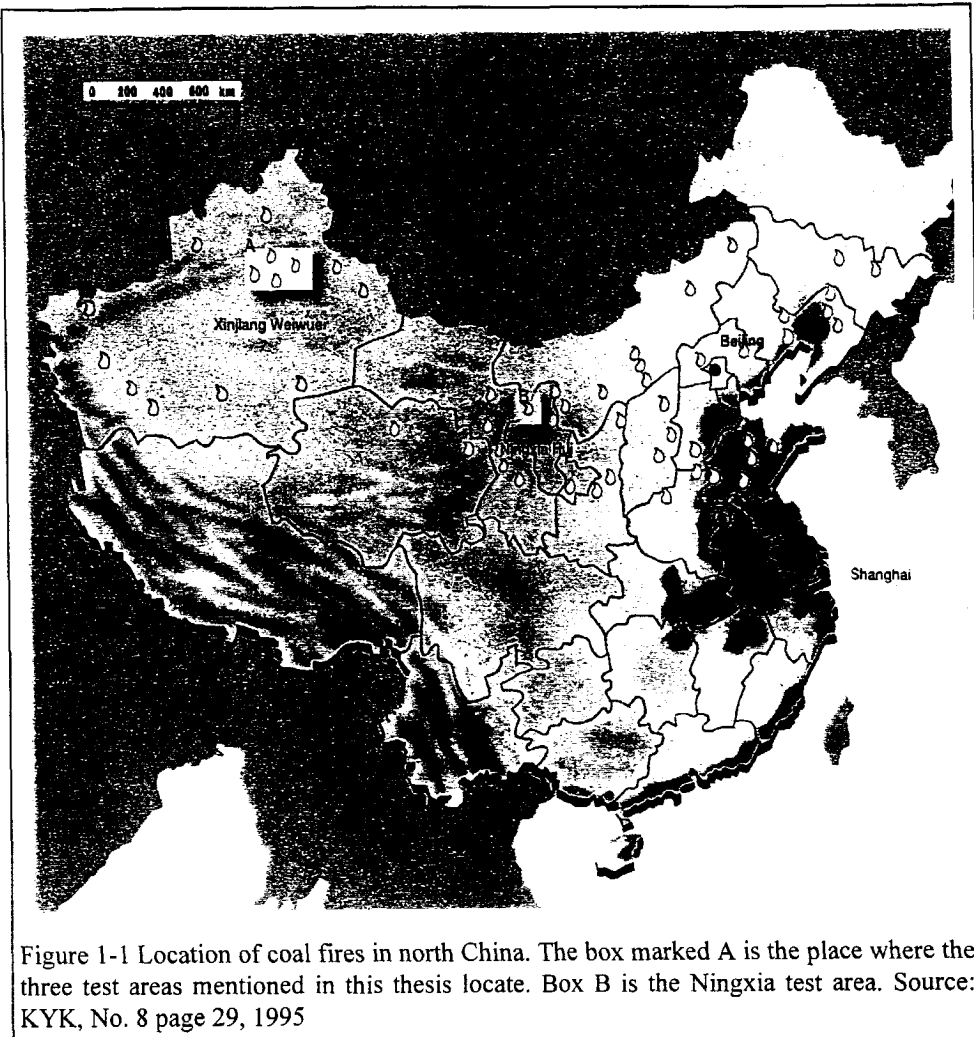 0 200 400 600 km
A
Xinjiang Weiwuer
Beijing
B
Shanghai
Figure 1-1 Location of coal fires in north China. The box marked A is the place where the
three test areas mentioned in this thesis locate. Box B is the Ningxia test area. Source:
KYK, No. 8 page 29, 1995